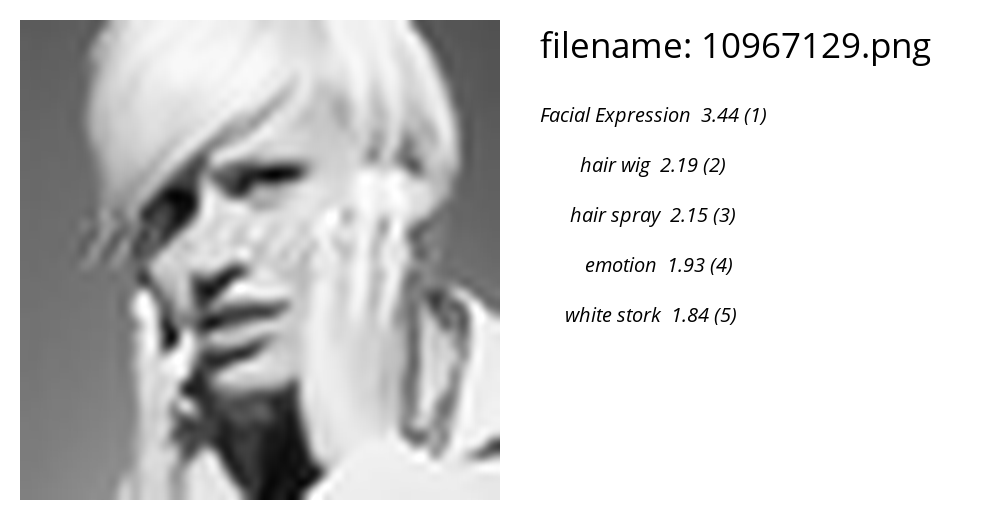 filename: 10967129.png
Facial Expression 3.44 (1)
hair wig 2.19 (2)
hair spray 2.15 (3)
emotion 1.93 (4)
white stork 1.84 (5)